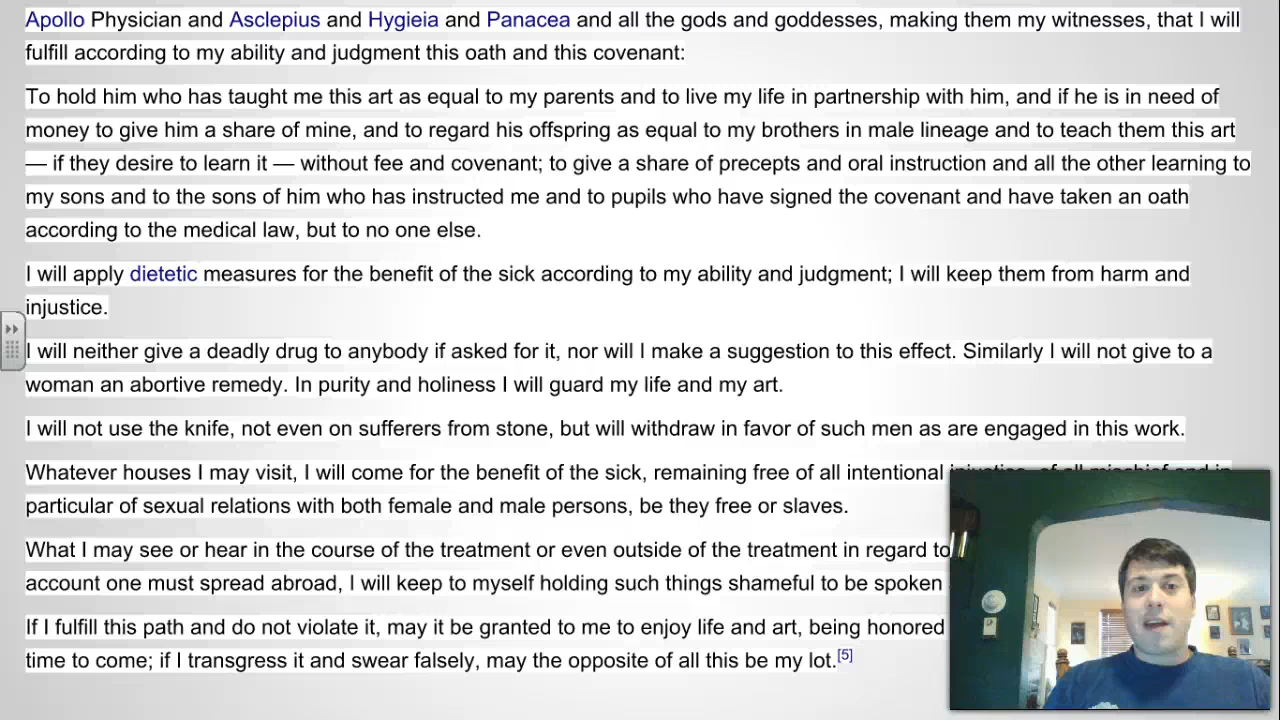 Apollo Physician and Asclepius and Hygieia and Panacea and all the gods and goddesses, making them my witnesses, that I will
fulfill according to my ability and judgment this oath and this covenant:
To hold him who has taught me this art as equal to my parents and to live my life in partnership with him, and if he is in need of
money to give him a share of mine, and to regard his offspring as equal to my brothers in male lineage and to teach them this art
— if they desire to learn it — without fee and covenant; to give a share of precepts and oral instruction and all the other learning to
my sons and to the sons of him who has instructed me and to pupils who have signed the covenant and have taken an oath
according to the medical law, but to no one else.
I will apply dietetic measures for the benefit of the sick according to my ability and judgment; I will keep them from harm and
injustice.
I will neither give a deadly drug to anybody if asked for it, nor will I make a suggestion to this effect. Similarly I will not give to a
woman an abortive remedy. In purity and holiness I will guard my life and my art.
I will not use the knife, not even on sufferers from stone, but will withdraw in favor of such men as are engaged in this work.
Whatever houses I may visit, I will come for the benefit of the sick, remaining free of all intentional injustice, of all mischief and in
particular of sexual relations with both female and male persons, be they free or slaves.
What I may see or hear in the course of the treatment or even outside of the treatment in regard to
account one must spread abroad, I will keep to myself holding such things shameful to be spoken
If I fulfill this path and do not violate it, may it be granted to me to enjoy life and art, being honored
time to come; if I transgress it and swear falsely, may the opposite of all this be my lot.[5]